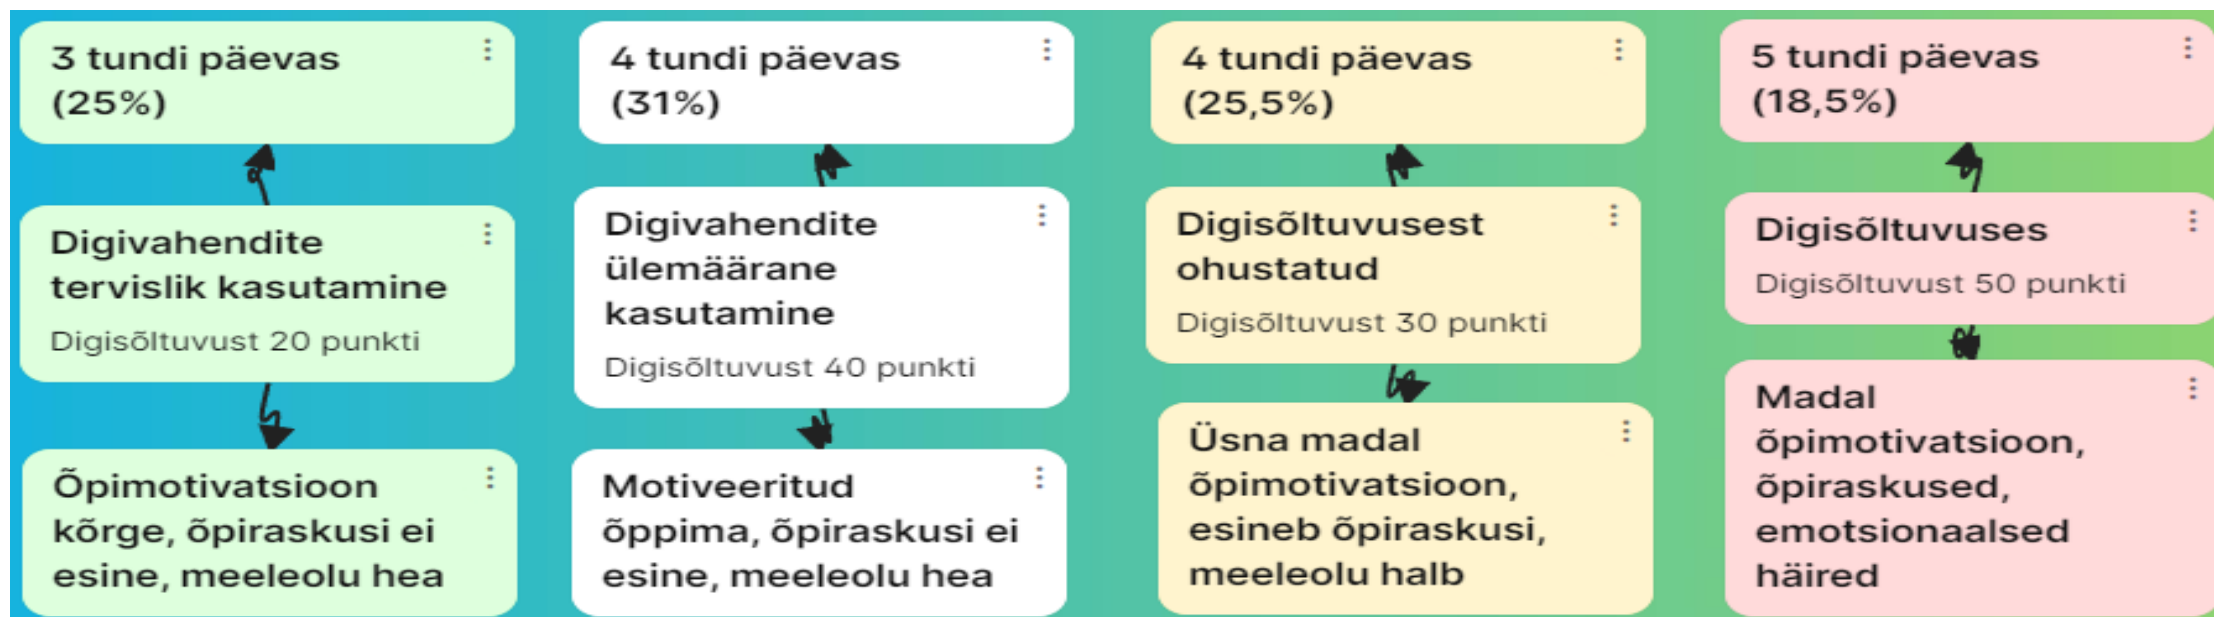 3 tundi päevas
(25%)
Digivahendite
tervislik kasutamine
Digisõltuvust 20 punkti
Õpimotivatsioon
kõrge, õpiraskusi ei
esine, meeleolu hea
4 tundi päevas
(31%)
Digivahendite
ülemäärane
kasutamine
Digisõltuvust 40 punkti
Motiveeritud
õppima, õpiraskusi ei
esine, meeleolu hea
4 tundi päevas
(25,5%)
Digisõltuvusest
ohustatud
Digisõltuvust 30 punkti
Üsna madal
õpimotivatsioon,
esineb õpiraskusi,
meeleolu halb
5 tundi päevas
(18,5%)
Digisõltuvuses
Digisõltuvust 50 punkti
Madal
õpimotivatsioon,
õpiraskused,
emotsionaalsed
häired